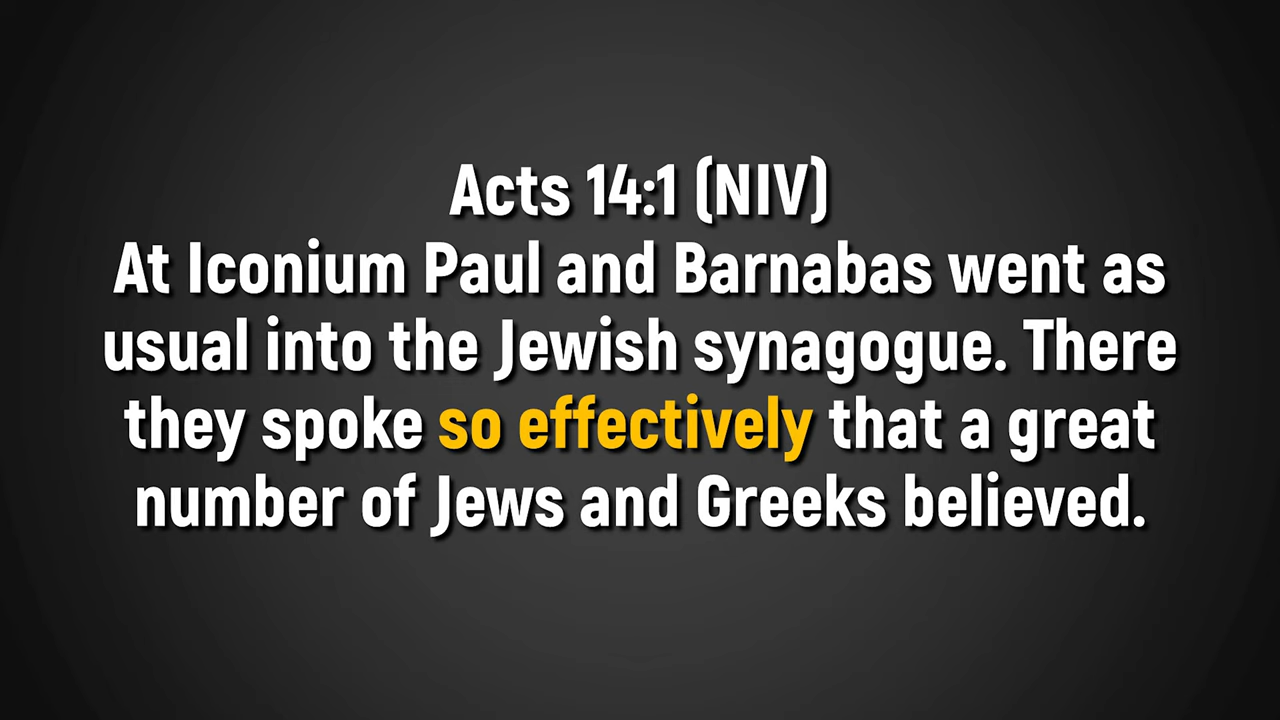 Acts 14:1 (NIV)
At Iconium Paul and Barnabas went as
usual into the Jewish synagogue. There
they spoke so effectively that a great
number of Jews and Greeks believed.